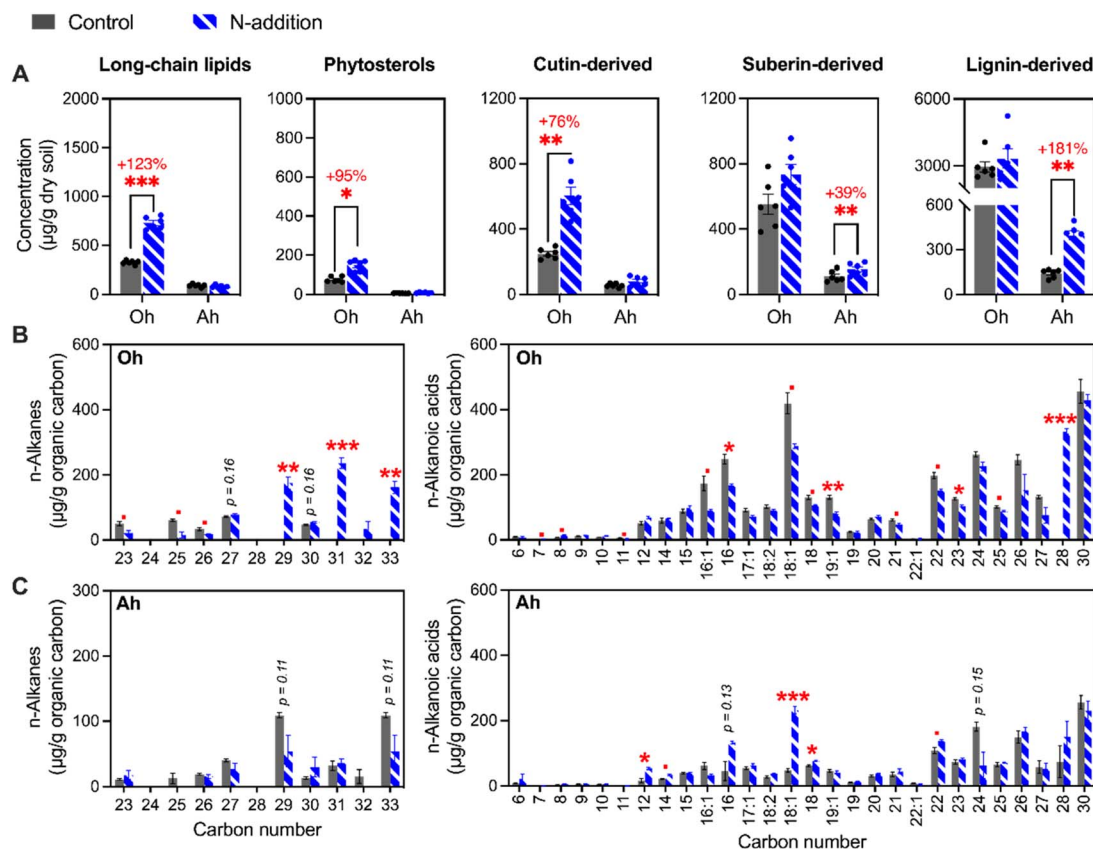 Control N-addition
A
Long-chain lipids Phytosterols Cutin-derived Suberin-derived Lignin-derived
Concentration
(µg/g dry soil)
2000
1500
1000
500
0
+123%
***
Oh Ah
1000
800
600
400
200
0
+95%
*
Oh Ah
1200
800
400
0
+76%
**
Oh Ah
1200
800
400
0
+39%
**
Oh Ah
6000
3000
600
300
0
+181%
**
Oh Ah
B
n-Alkanes
(µg/g organic carbon)
600
400
200
0
Oh
p = 0.16
p = 0.16
**
***
**
23 24 25 26 27 28 29 30 31 32 33
n-Alkanoic acids
(µg/g organic carbon)
600
400
200
0
Oh
*
**
*
***
6 7 8 9 10 11 12 14 15 16:1 16 17:1 18:2 18:1 18 19:1 19 20 21 22:1 22 23 24 25 26 27 28 30
C
n-Alkanes
(µg/g organic carbon)
300
200
100
0
Ah
p = 0.11
p = 0.11
23 24 25 26 27 28 29 30 31 32 33
Carbon number
n-Alkanoic acids
(µg/g organic carbon)
600
400
200
0
Ah
*
p = 0.13
***
*
p = 0.15
6 7 8 9 10 11 12 14 15 16:1 16 17:1 18:2 18:1 18 19:1 19 20 21 22:1 22 23 24 25 26 27 28 30
Carbon number